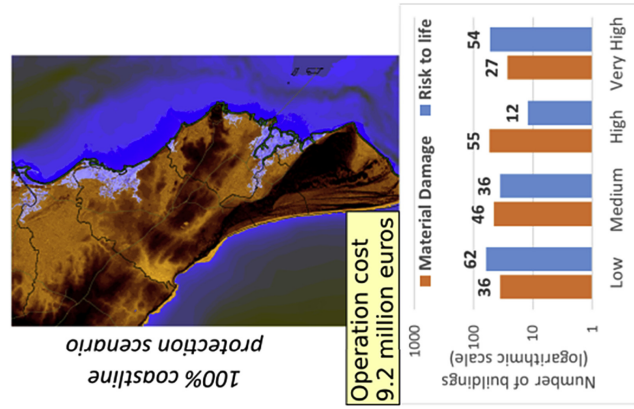 100% coastline
protection scenario
Operation cost
9.2 million euros
Material Damage
Risk to life
Number of buildings
(logarithmic scale)
1000
100
10
1
36
62
46
36
55
12
27
54
Low
Medium
High
Very High